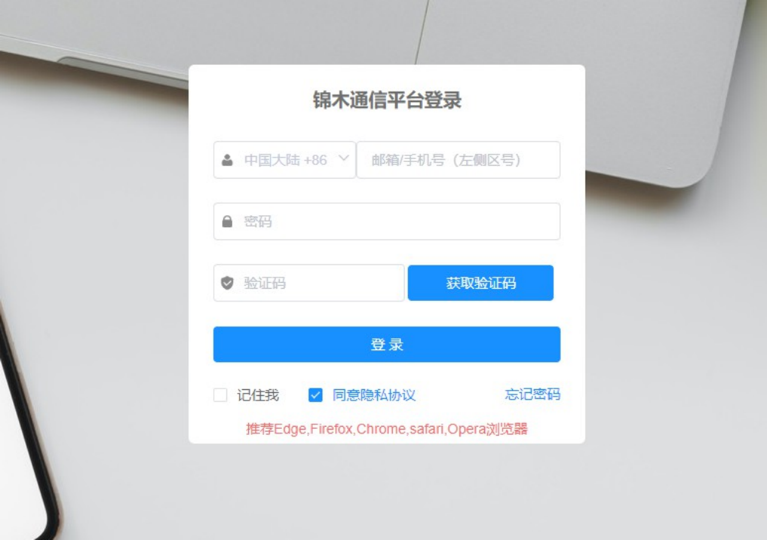 锦木通信平台登录
中国大陆 +86 邮箱/手机号（左侧区号）
密码
验证码 获取验证码
登 录
记住我 同意隐私协议 忘记密码
推荐Edge,Firefox,Chrome,safari,Opera浏览器